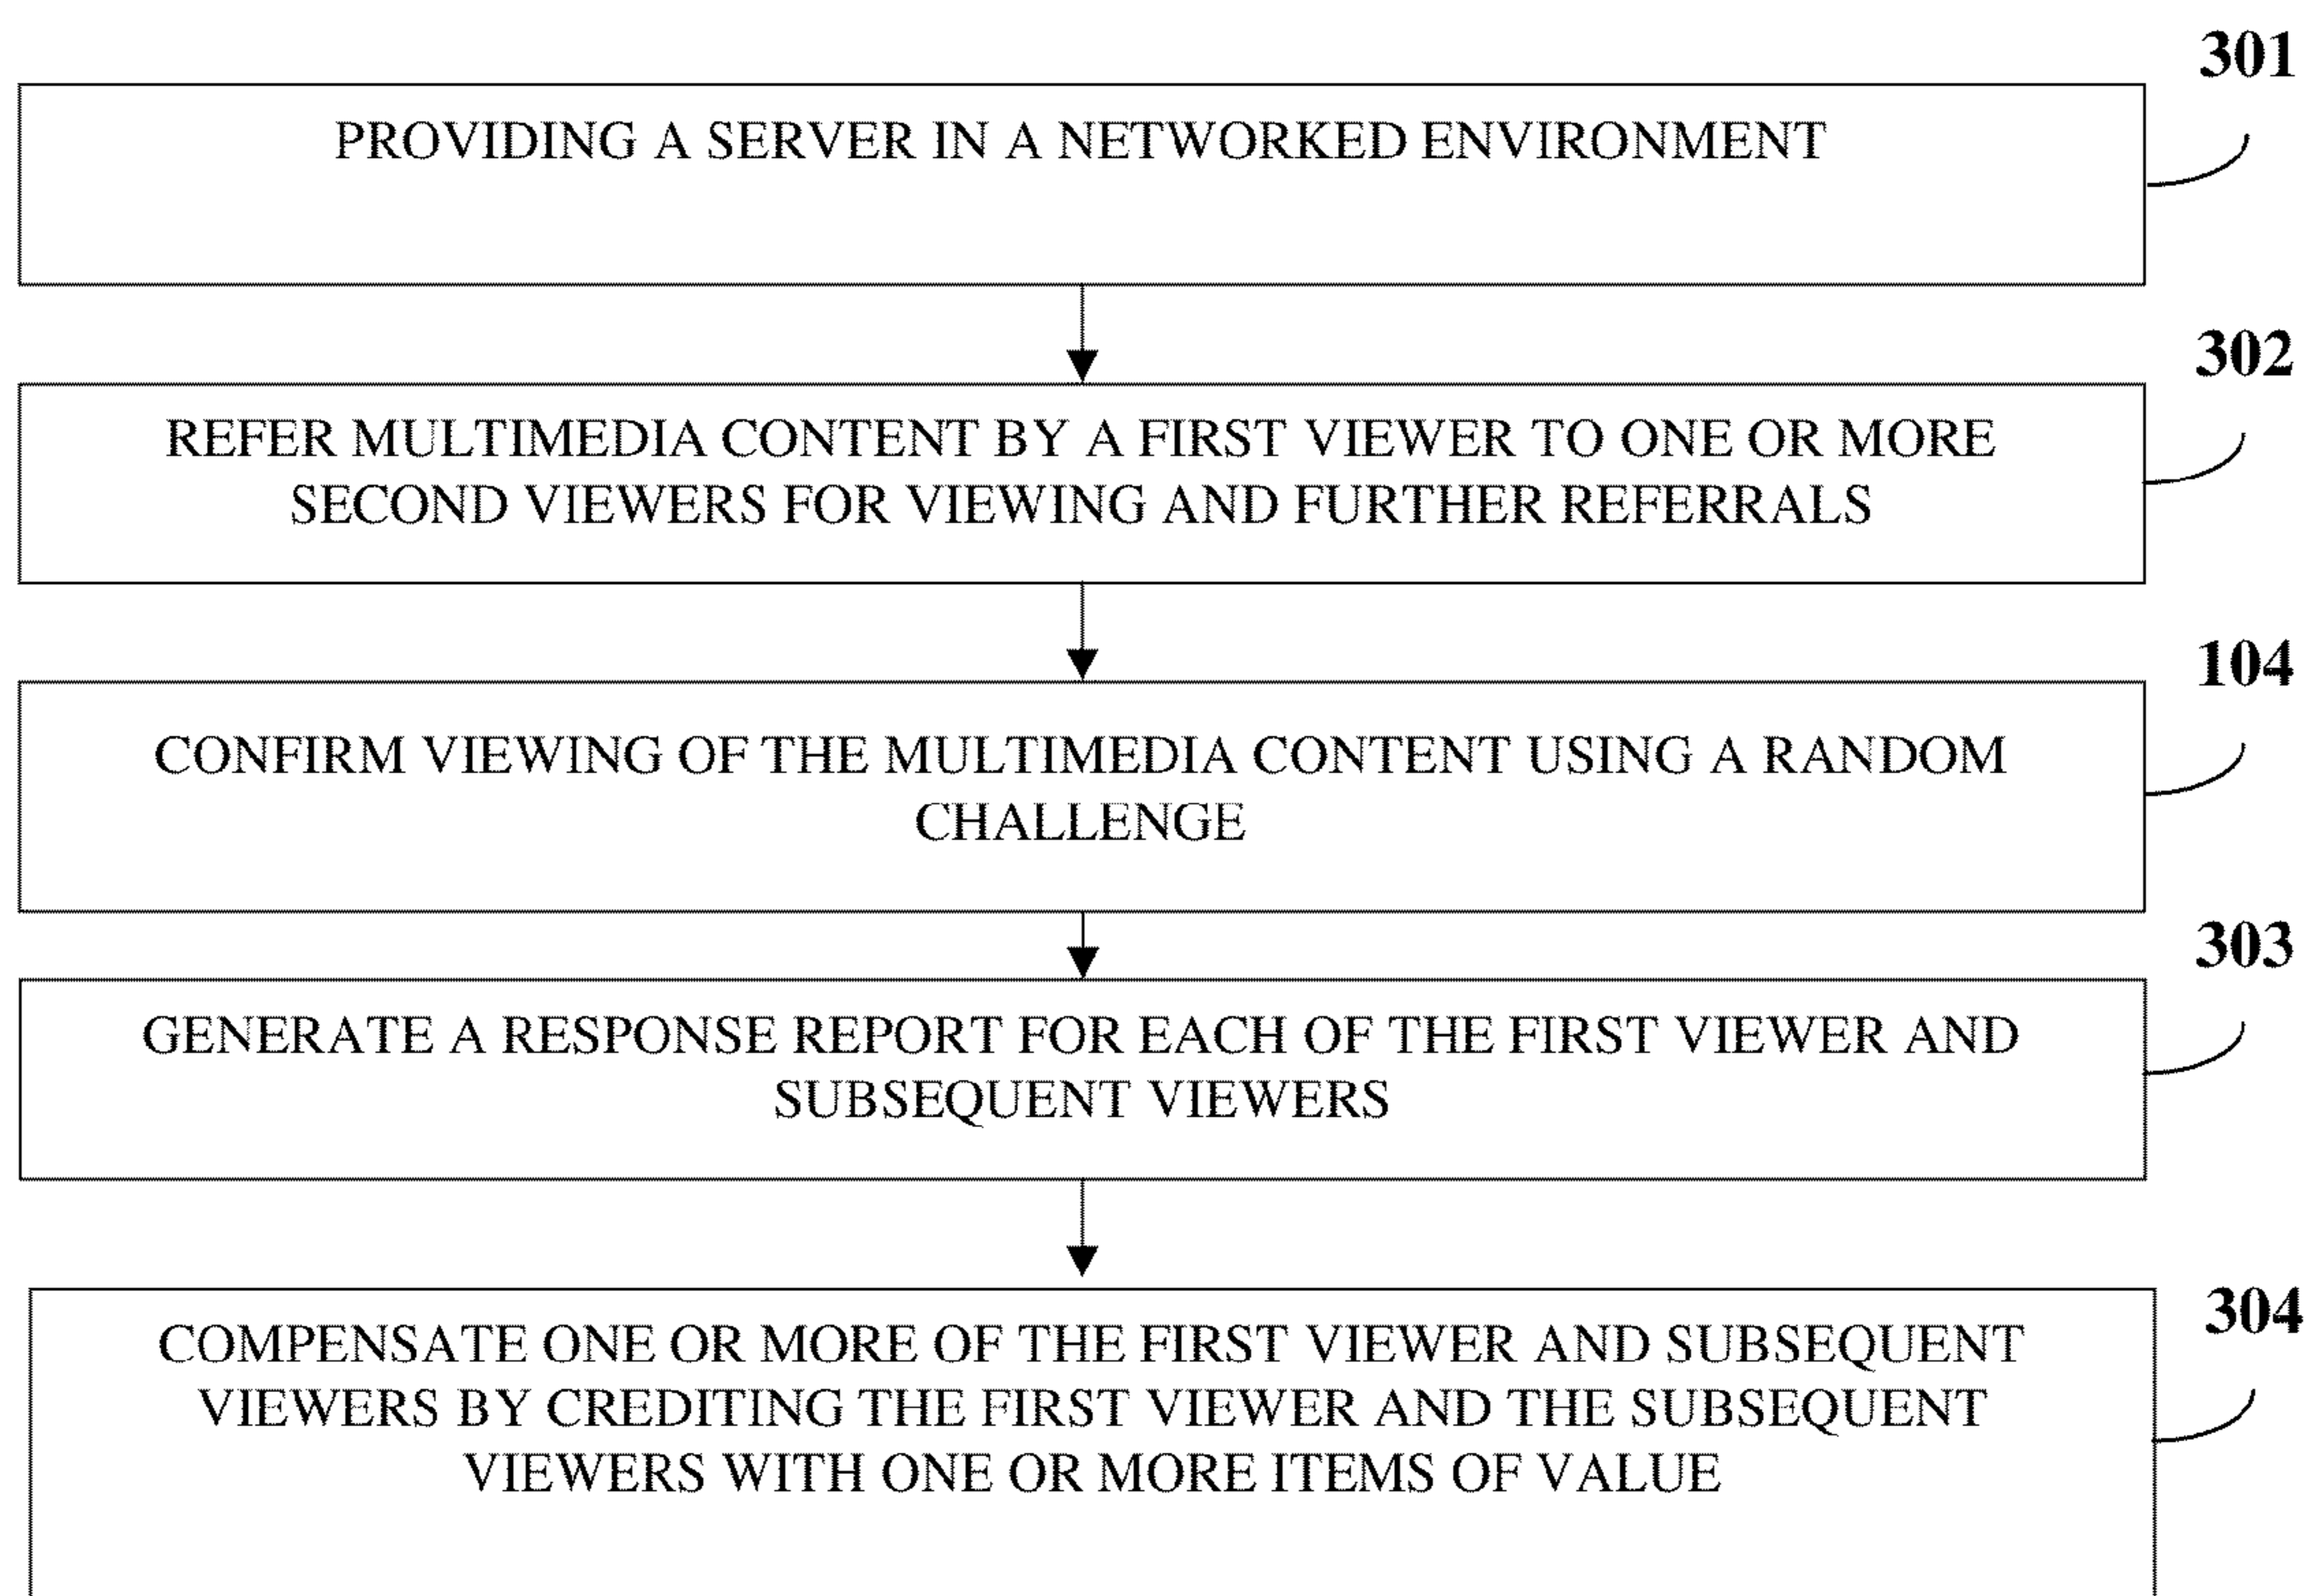 301
PROVIDING A SERVER IN A NETWORKED ENVIRONMENT
302
REFER MULTIMEDIA CONTENT BY A FIRST VIEWER TO ONE OR MORE
SECOND VIEWERS FOR VIEWING AND FURTHER REFERRALS
104
CONFIRM VIEWING OF THE MULTIMEDIA CONTENT USING A RANDOM
CHALLENGE
303
GENERATE A RESPONSE REPORT FOR EACH OF THE FIRST VIEWER AND
SUBSEQUENT VIEWERS
304
COMPENSATE ONE OR MORE OF THE FIRST VIEWER AND SUBSEQUENT
VIEWERS BY CREDITING THE FIRST VIEWER AND THE SUBSEQUENT
VIEWERS WITH ONE OR MORE ITEMS OF VALUE